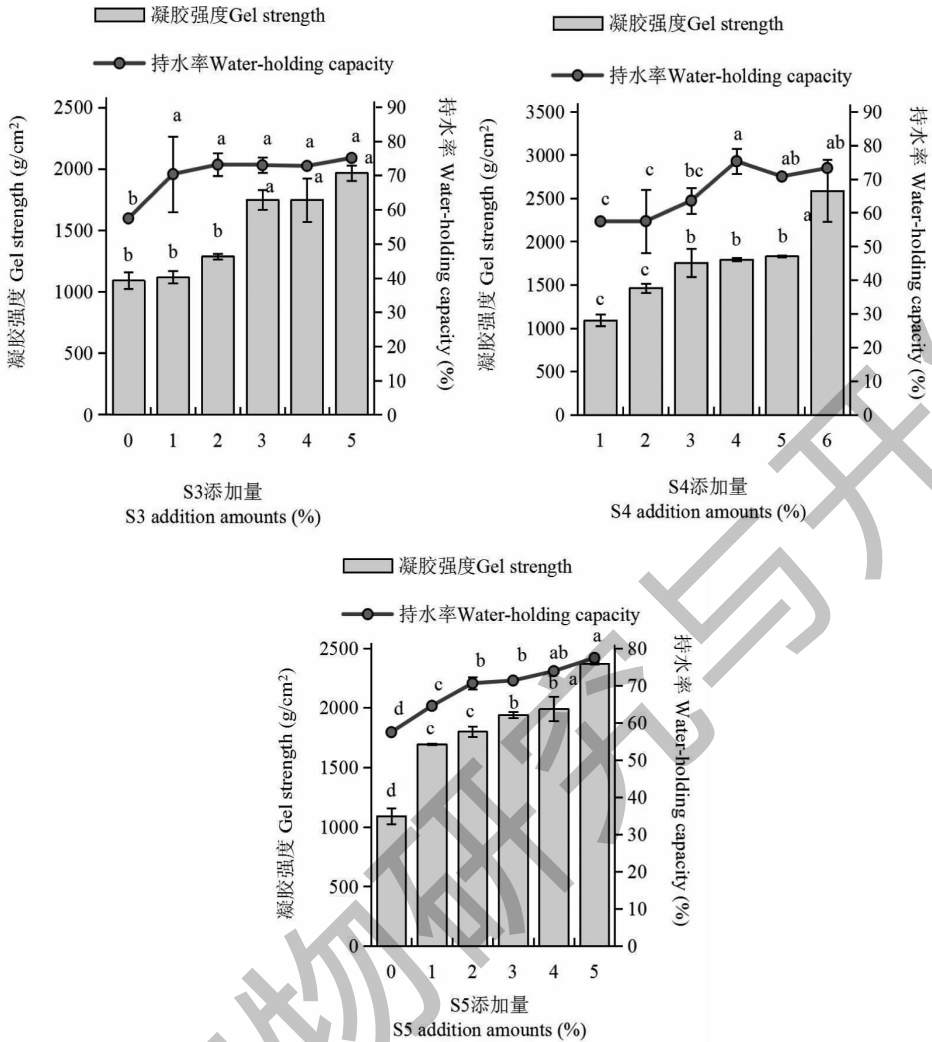 凝胶强度Gel strength
持水率Water-holding capacity
凝胶强度 Gel strength (g/cm²)
2500
2000
1500
1000
500
0
b
a
a
a
a
a
b
b
b
a
a
a
90
80
70
60
50
40
30
20
10
0
持水率 Water-holding capacity (%)
0 1 2 3 4 5
S3添加量
S3 addition amounts (%)
凝胶强度Gel strength
持水率Water-holding capacity
凝胶强度 Gel strength (g/cm²)
3500
3000
2500
2000
1500
1000
500
0
c
c
bc
a
ab
ab
c
c
b
b
b
a
90
80
70
60
50
40
30
20
10
0
持水率 Water-holding capacity (%)
1 2 3 4 5 6
S4添加量
S4 addition amounts (%)
凝胶强度Gel strength
持水率Water-holding capacity
凝胶强度 Gel strength (g/cm²)
2500
2000
1500
1000
500
0
d
c
b
b
ab
a
d
c
c
b
b
a
80
70
60
50
40
30
20
10
0
持水率 Water-holding capacity (%)
0 1 2 3 4 5
S5添加量
S5 addition amounts (%)
物研究与开